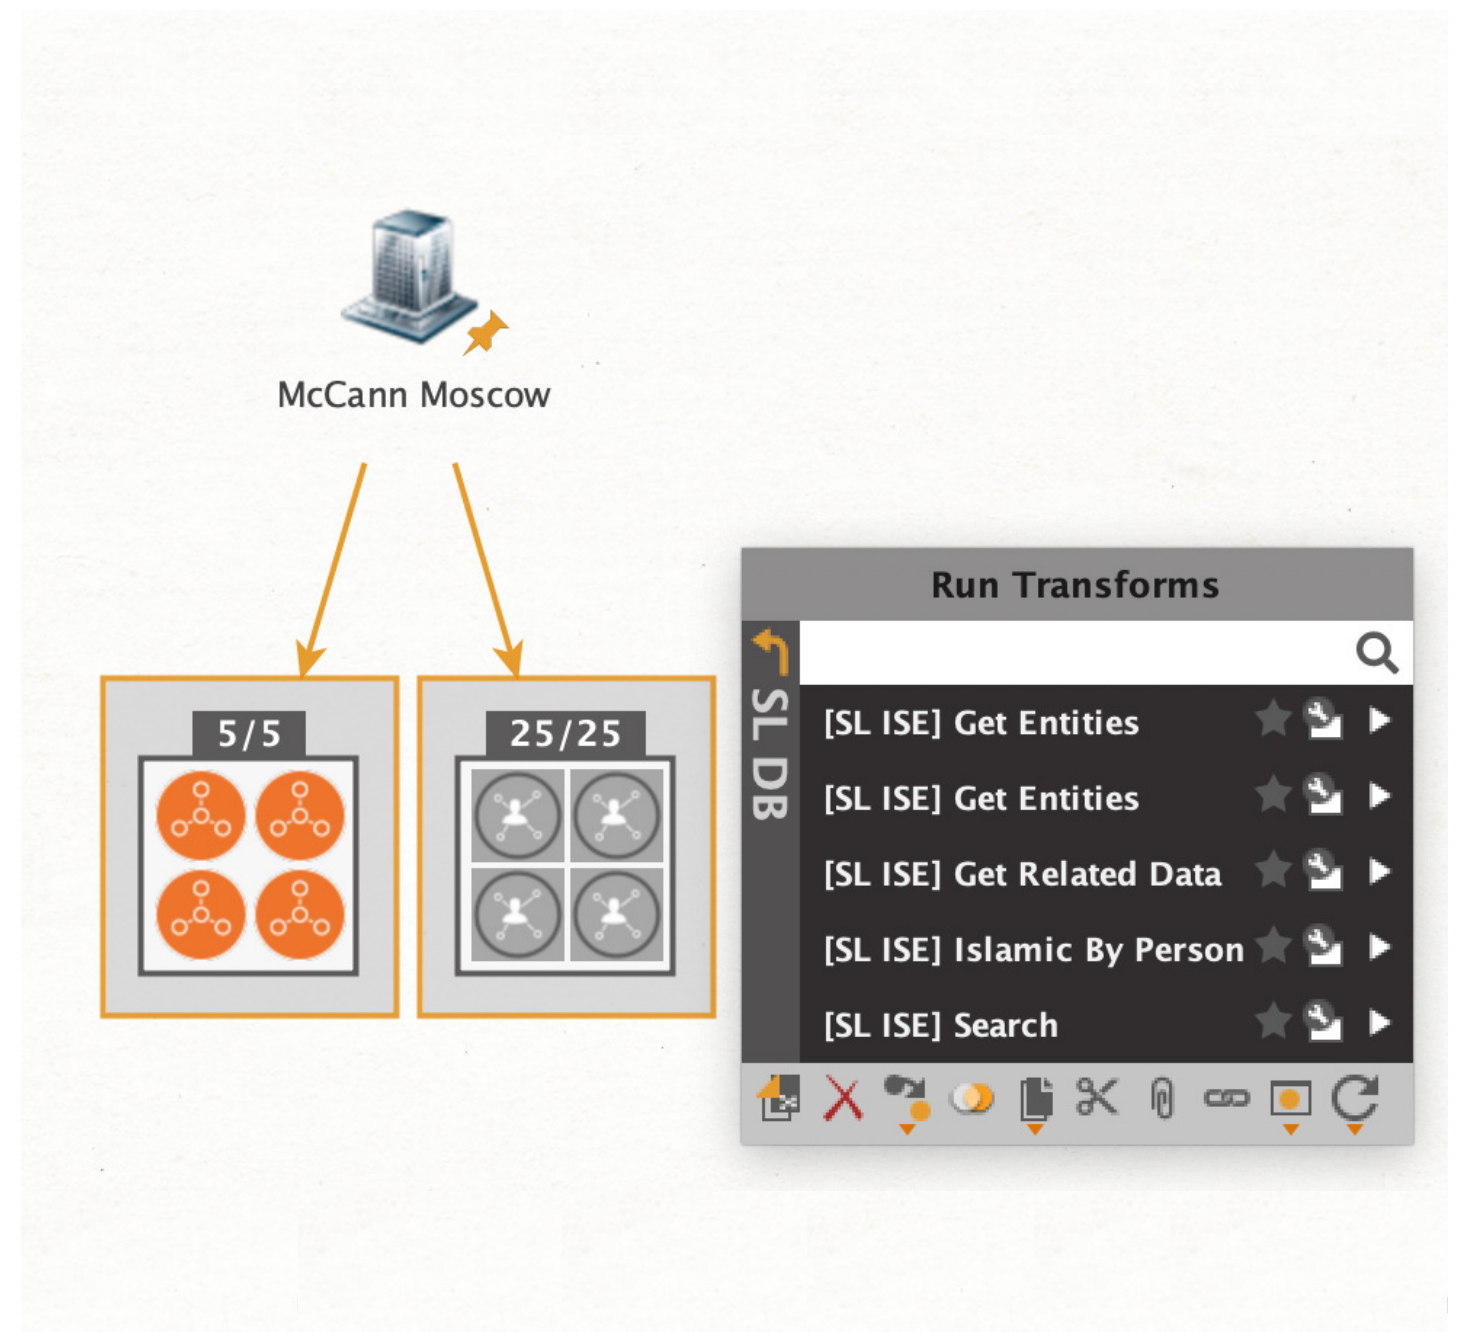 McCann Moscow
5/5
25/25
Run Transforms
SL DB
[SL ISE] Get Entities
[SL ISE] Get Entities
[SL ISE] Get Related Data
[SL ISE] Islamic By Person
[SL ISE] Search